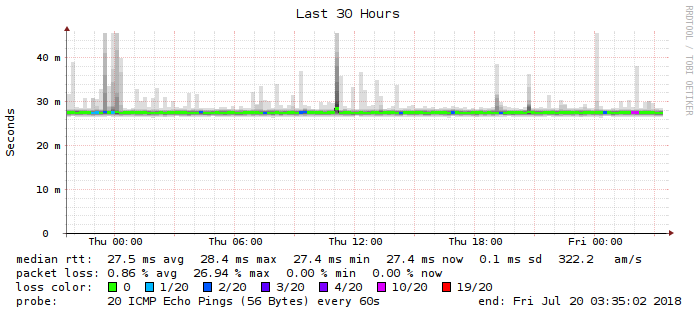 Last 30 Hours
RRDTOOL / TOBI OETIKER
Seconds
40 m
30 m
20 m
10 m
0
Thu 00:00 Thu 06:00 Thu 12:00 Thu 18:00 Fri 00:00
median rtt: 27.5 ms avg 28.4 ms max 27.4 ms min 27.4 ms now 0.1 ms sd 322.2 am/s
packet loss: 0.86 % avg 26.94 % max 0.00 % min 0.00 % now
loss color: 0 1/20 2/20 3/20 4/20 10/20 19/20
probe: 20 ICMP Echo Pings (56 Bytes) every 60s end: Fri Jul 20 03:35:02 2018